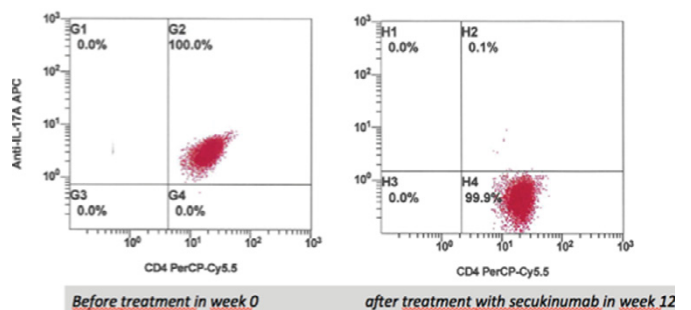 10³
10³
G1
0.0%
G2
100.0%
H1
0.0%
H2
0.1%
10²
10²
Anti-IL-17A APC
10¹
10¹
10⁰
10⁰
G3
0.0%
G4
0.0%
H3
0.0%
H4
99.9%
10⁰ 10¹ 10² 10³
10⁰ 10¹ 10² 10³
CD4 PerCP-Cy5.5
CD4 PerCP-Cy5.5
Before treatment in week 0
after treatment with secukinumab in week 12